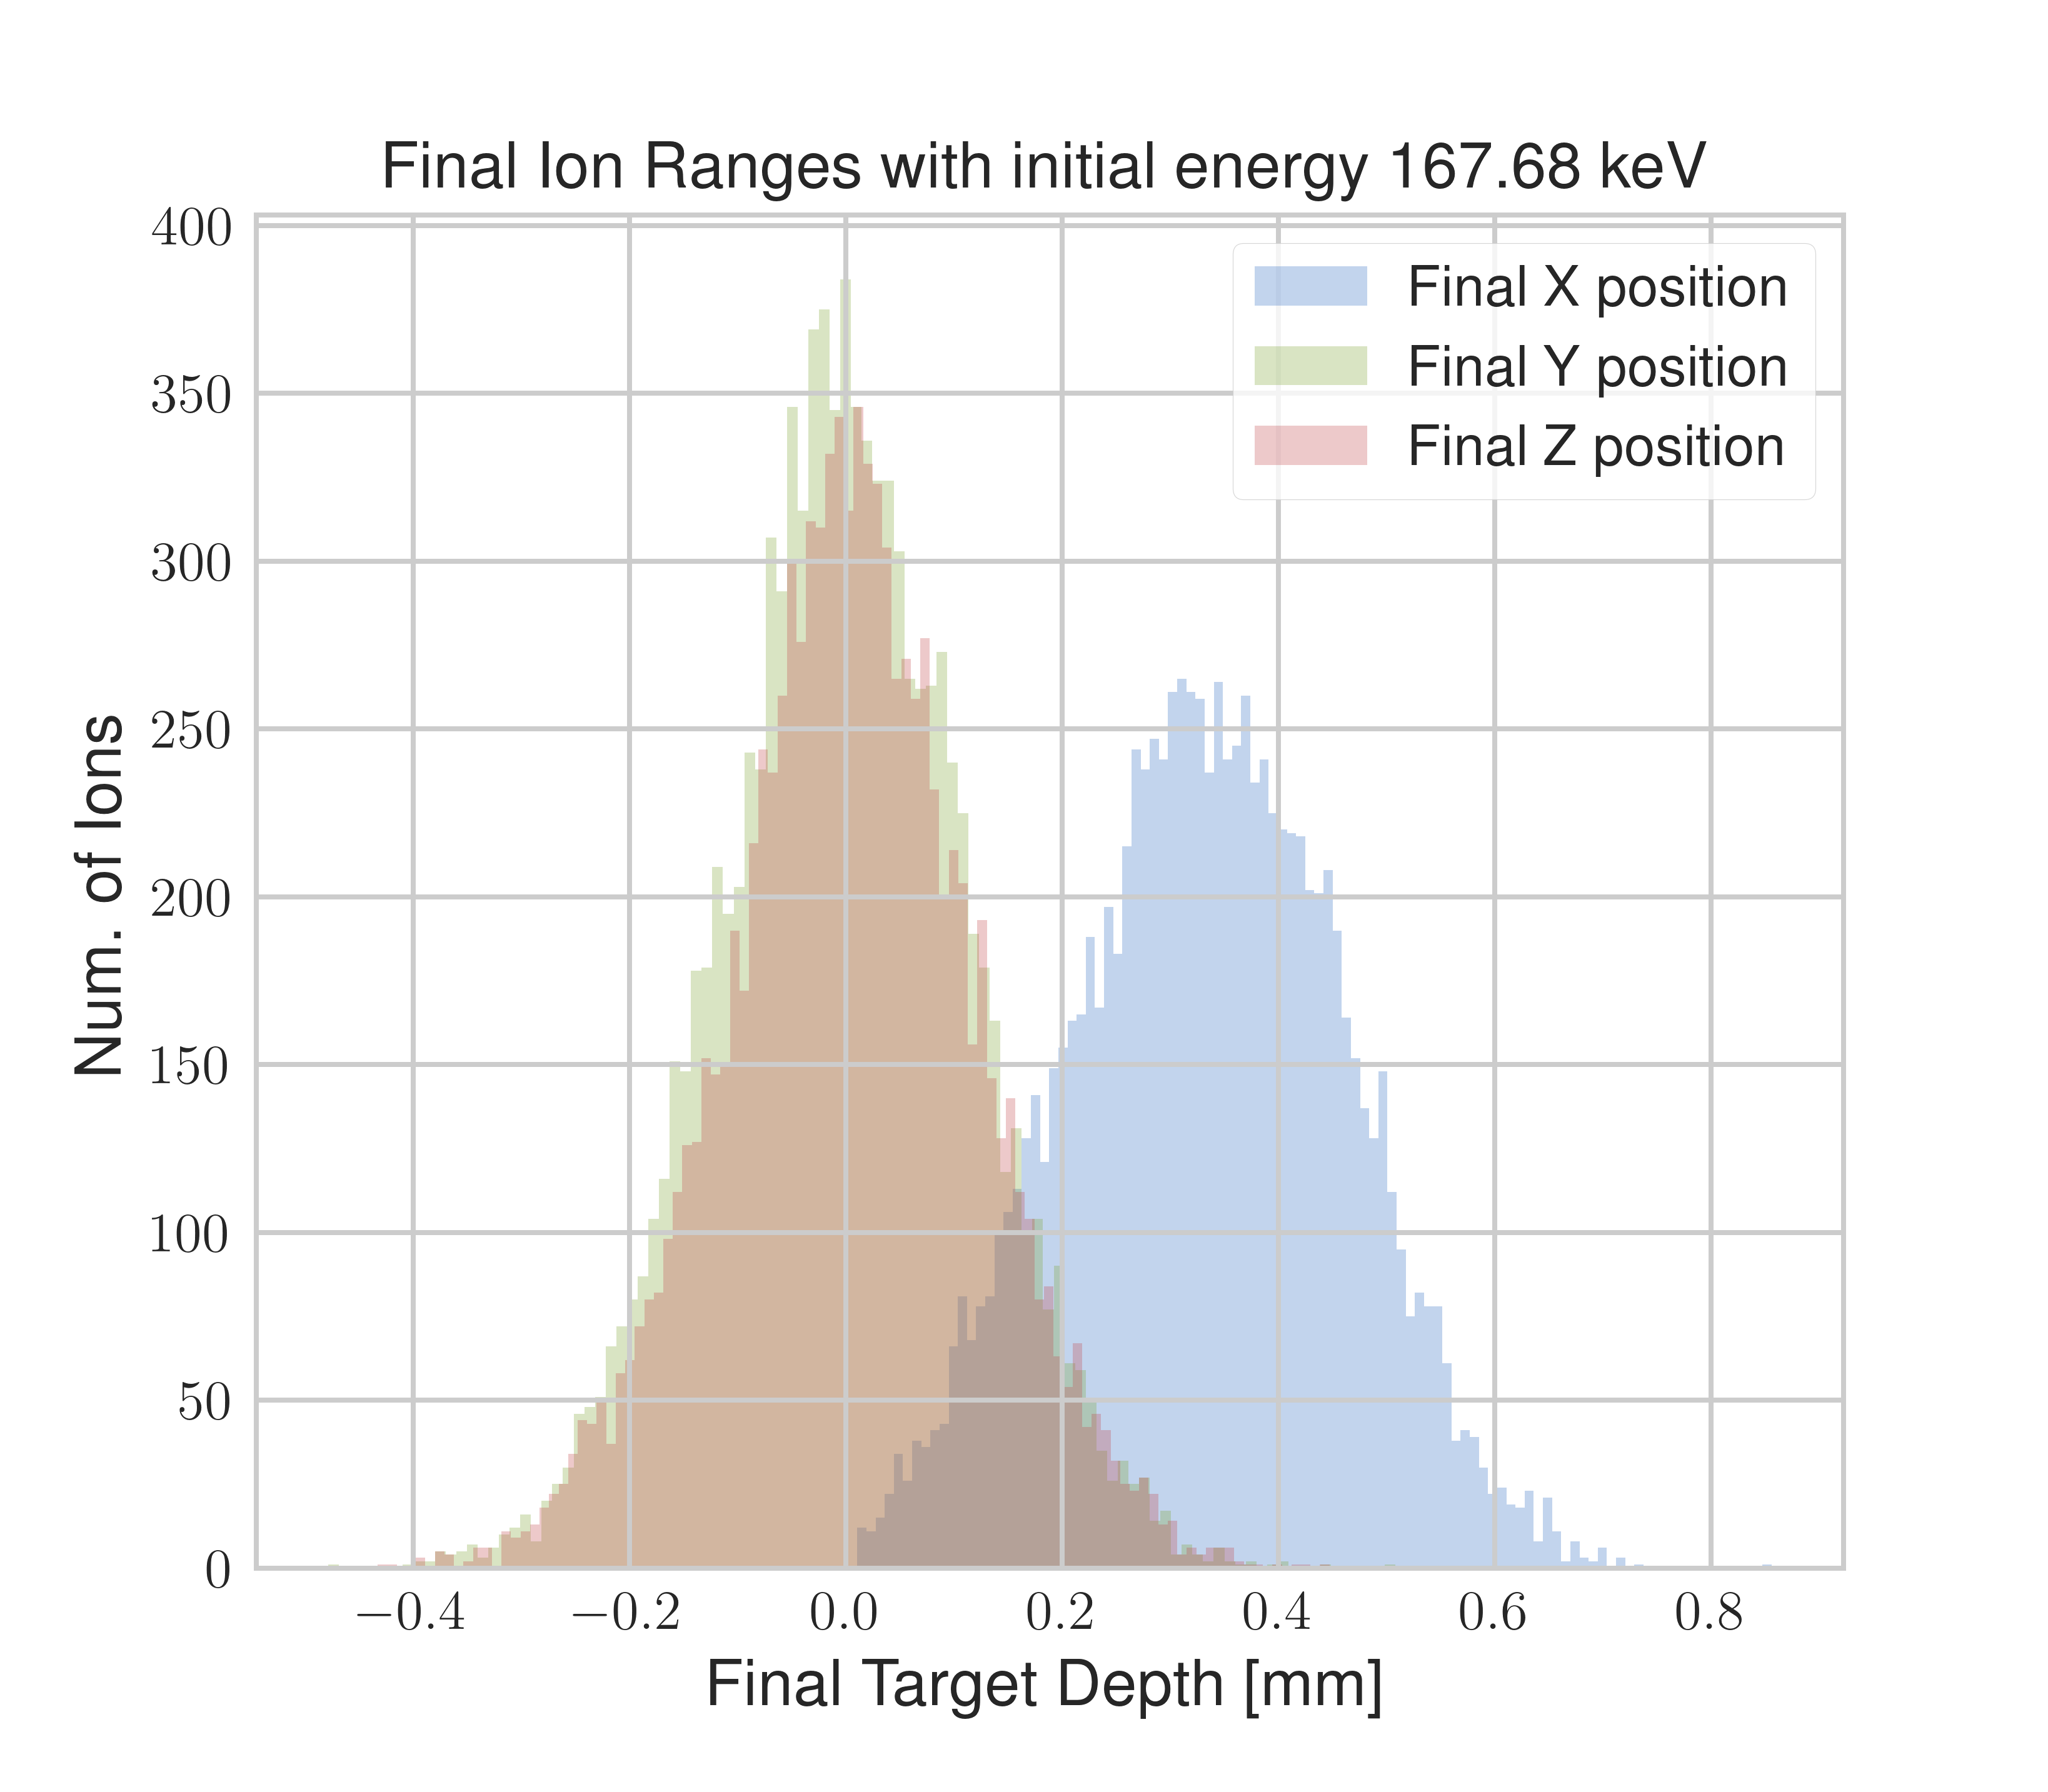 Final Ion Ranges with initial energy 167.68 keV
400
350
300
250
200
150
100
50
0
Num. of Ions
Final X position
Final Y position
Final Z position
−0.4 −0.2 0.0 0.2 0.4 0.6 0.8
Final Target Depth [mm]